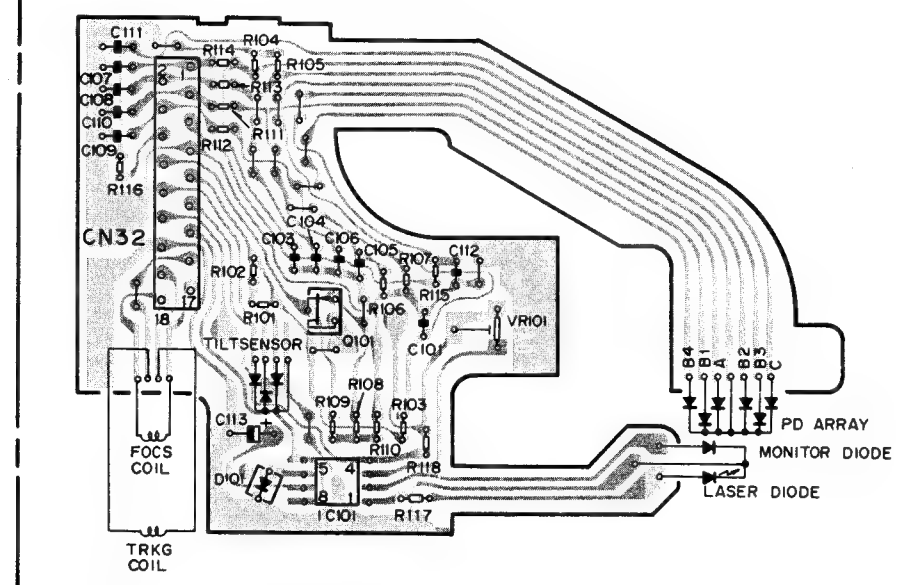 C111
R104
R114
R105
C107
2 1
R113
C108
C110
R111
R112
C109
R116
C104
CN32
C103
C106
C105
R107
C112
R102
R115
R106
R101
18
17
VR101
C101
Q101
TILTSENSOR
B4
B1
A
B2
B3
C
R108
R109
R103
C113
+
PD ARRAY
R110
FOCS
COIL
MONITOR DIODE
5 4
R118
D101
8 1
LASER DIODE
IC101
R117
TRKG
COIL